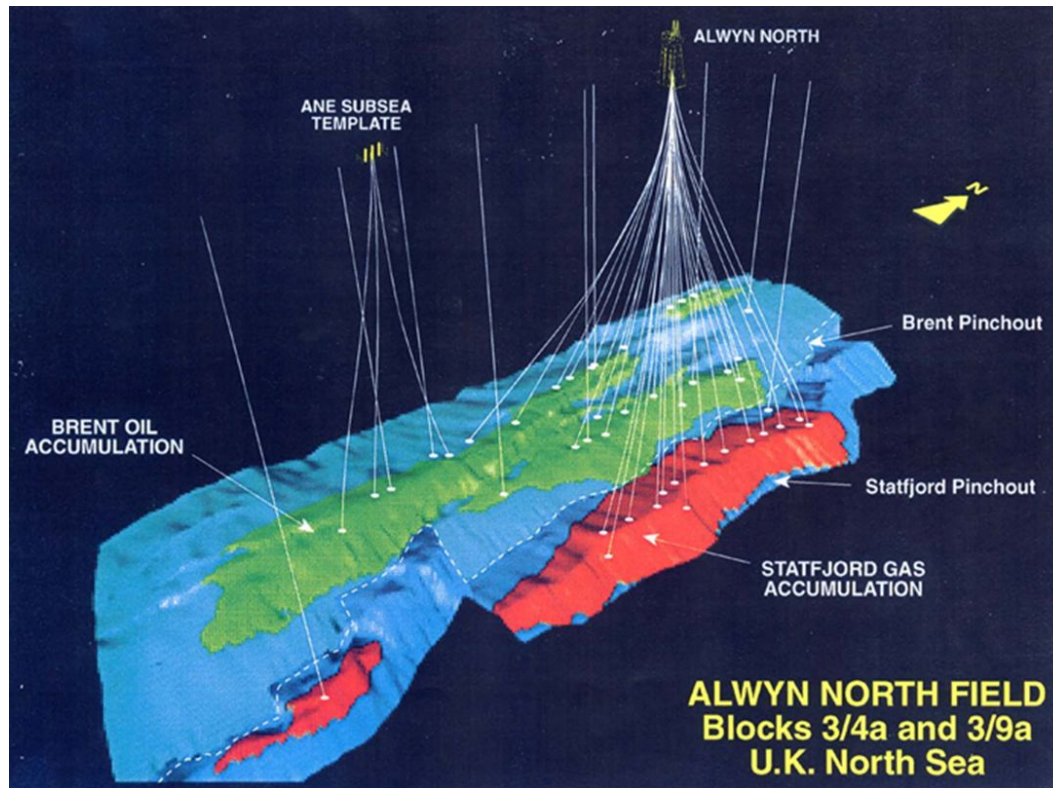 ALWYN NORTH
ANE SUBSEA
TEMPLATE
N
Brent Pinchout
BRENT OIL
ACCUMULATION
Statfjord Pinchout
STATFJORD GAS
ACCUMULATION
ALWYN NORTH FIELD
Blocks 3/4a and 3/9a
U.K. North Sea